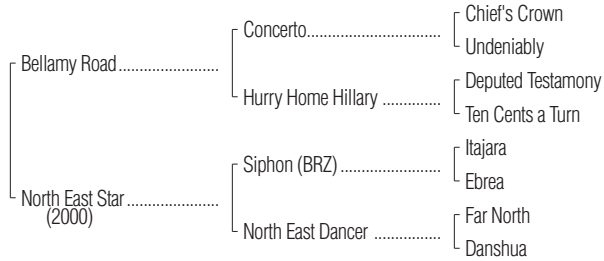 Chief's Crown
Concerto
Undeniably
Bellamy Road
Deputed Testamony
Hurry Home Hillary
Ten Cents a Turn
Itajara
Siphon (BRZ)
Ebrea
North East Star
(2000)
Far North
North East Dancer
Danshua